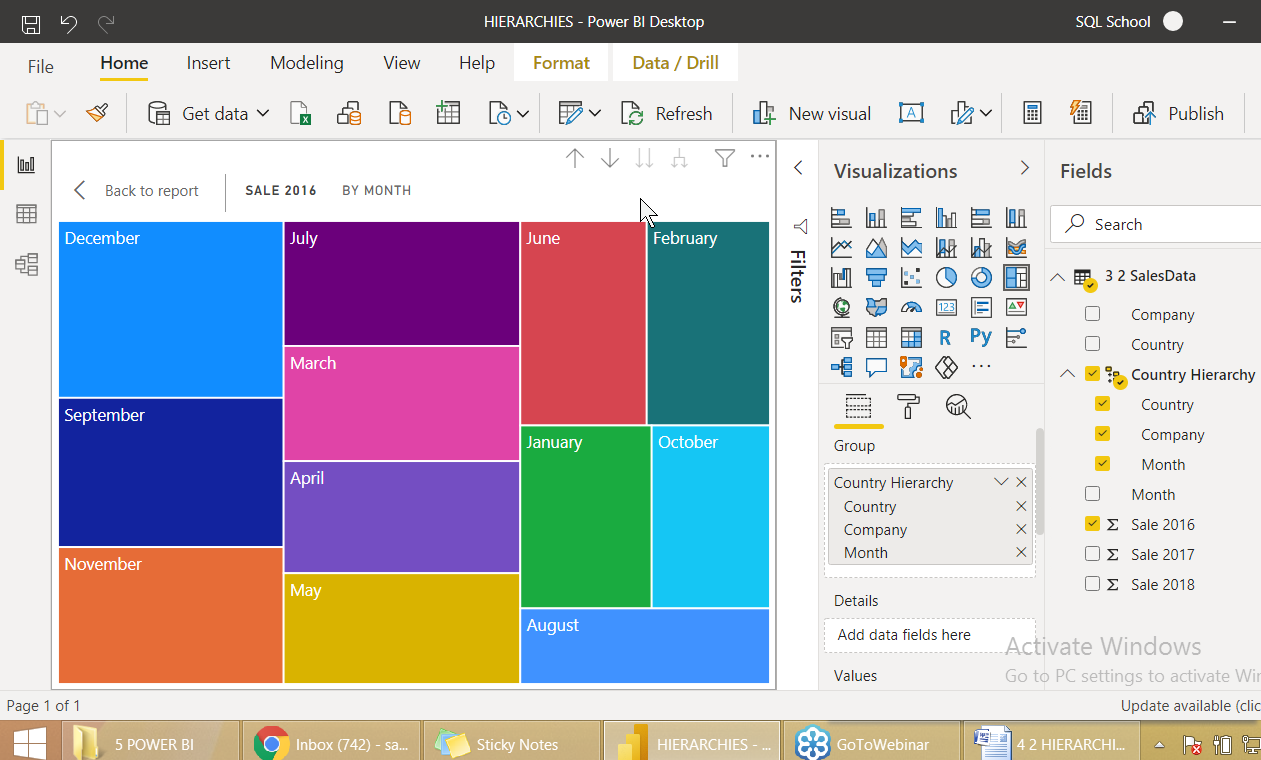 HIERARCHIES - Power BI Desktop
SQL School
File Home Insert Modeling View Help Format Data / Drill
Get data Refresh New visual A Publish
Back to report SALE 2016 BY MONTH
December
July
June
February
March
September
January
October
April
November
May
August
Filters
Visualizations
123
R Py
Group
Country Hierarchy
Country
Company
Month
Details
Add data fields here
Values
Fields
Search
3 2 SalesData
Company
Country
Country Hierarchy
Country
Company
Month
Month
Σ Sale 2016
Σ Sale 2017
Σ Sale 2018
Activate Windows
Go to PC settings to activate Wi
Page 1 of 1
Update available (clic
5 POWER BI
Inbox (742) - sa...
Sticky Notes
HIERARCHIES - ...
GoToWebinar
4 2 HIERARCHI...